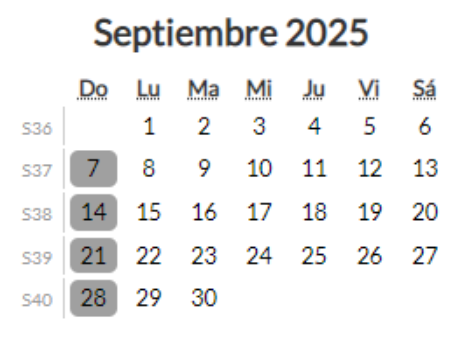 Septiembre 2025
Do Lu Ma Mi Ju Vi Sá
S36 1 2 3 4 5 6
S37 7 8 9 10 11 12 13
S38 14 15 16 17 18 19 20
S39 21 22 23 24 25 26 27
S40 28 29 30